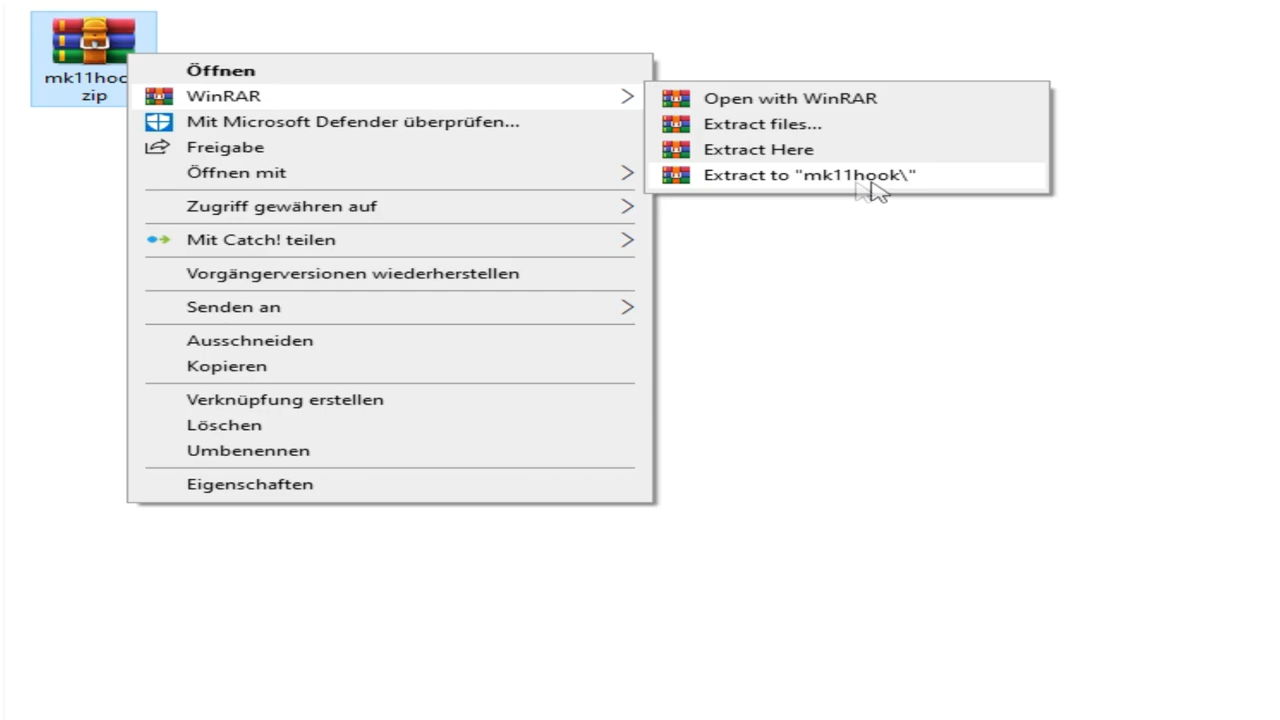 mk11hoo
zip
Öffnen
WinRAR
Mit Microsoft Defender überprüfen...
Freigabe
Öffnen mit
Zugriff gewähren auf
Mit Catch! teilen
Vorgängerversionen wiederherstellen
Senden an
Ausschneiden
Kopieren
Verknüpfung erstellen
Löschen
Umbenennen
Eigenschaften
Open with WinRAR
Extract files...
Extract Here
Extract to "mk11hook\"